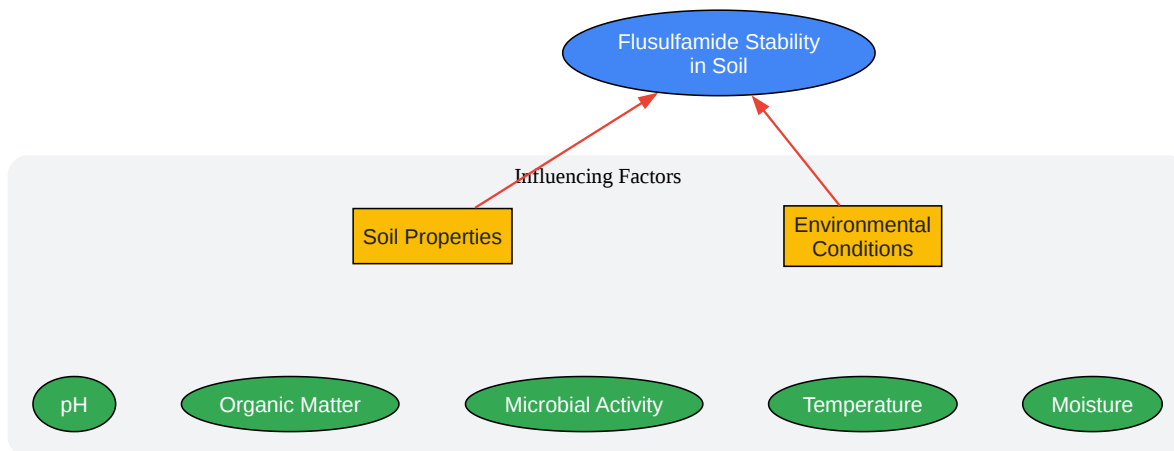 Flusulfamide Stability
in Soil
Influencing Factors
Soil Properties
Environmental
Conditions
pH
Organic Matter
Microbial Activity
Temperature
Moisture